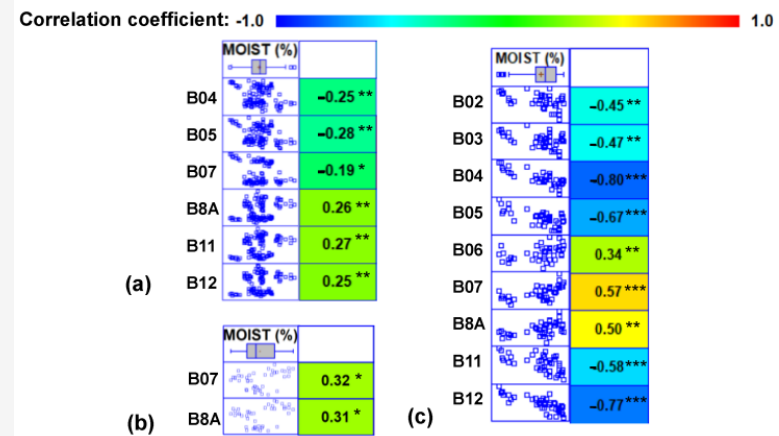 Correlation coefficient: -1.0 1.0
MOIST (%)
B04 −0.25 **
B05 −0.28 **
B07 −0.19 *
B8A 0.26 **
B11 0.27 **
B12 0.25 **
(a)
MOIST (%)
B07 0.32 *
B8A 0.31 *
(b)
MOIST (%)
B02 −0.45 **
B03 −0.47 **
B04 −0.80 ***
B05 −0.67 ***
B06 0.34 **
B07 0.57 ***
B8A 0.50 **
B11 −0.58 ***
B12 −0.77 ***
(c)